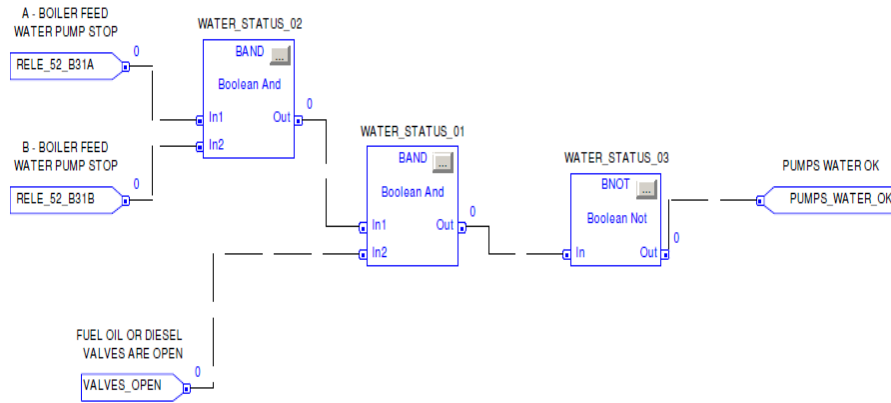 A - BOILER FEED
WATER PUMP STOP
0
RELE_52_B31A
WATER_STATUS_02
BAND ...
Boolean And
In1 Out
In2
0
B - BOILER FEED
WATER PUMP STOP
0
RELE_52_B31B
WATER_STATUS_01
BAND ...
Boolean And
In1 Out
In2
0
WATER_STATUS_03
BNOT ...
Boolean Not
In Out
0
PUMPS WATER OK
PUMPS_WATER_OK
FUEL OIL OR DIESEL
VALVES ARE OPEN
0
VALVES_OPEN